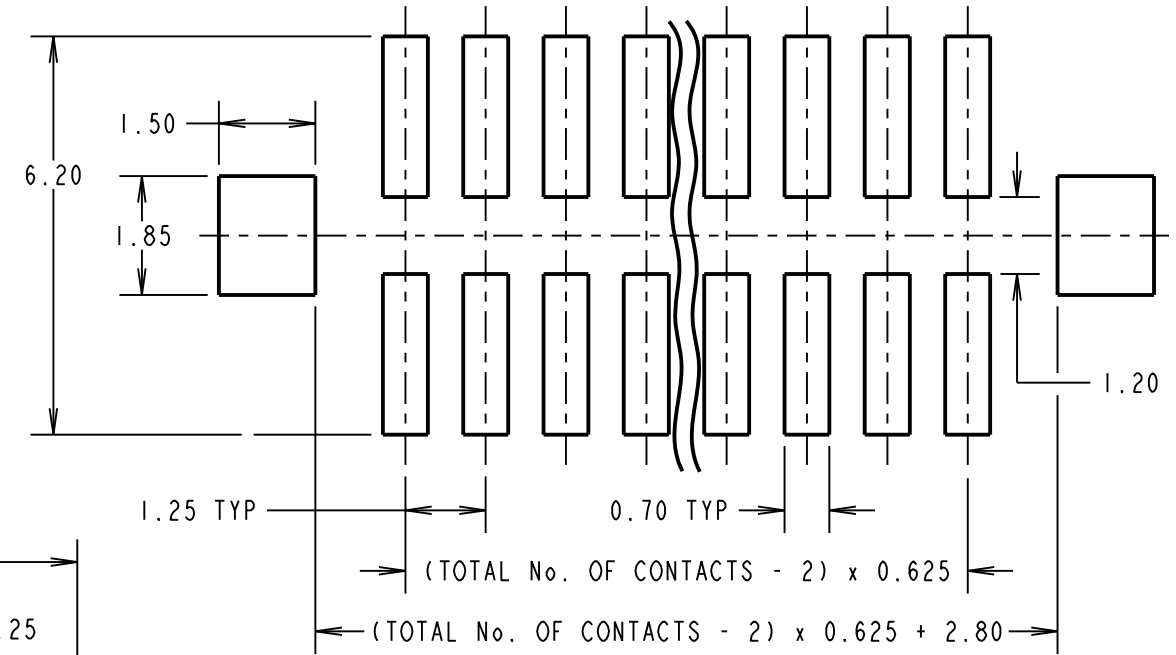 1.50
6.20
1.85
1.20
1.25 TYP
0.70 TYP
(TOTAL No. OF CONTACTS - 2) x 0.625
.25
(TOTAL No. OF CONTACTS - 2) x 0.625 + 2.80